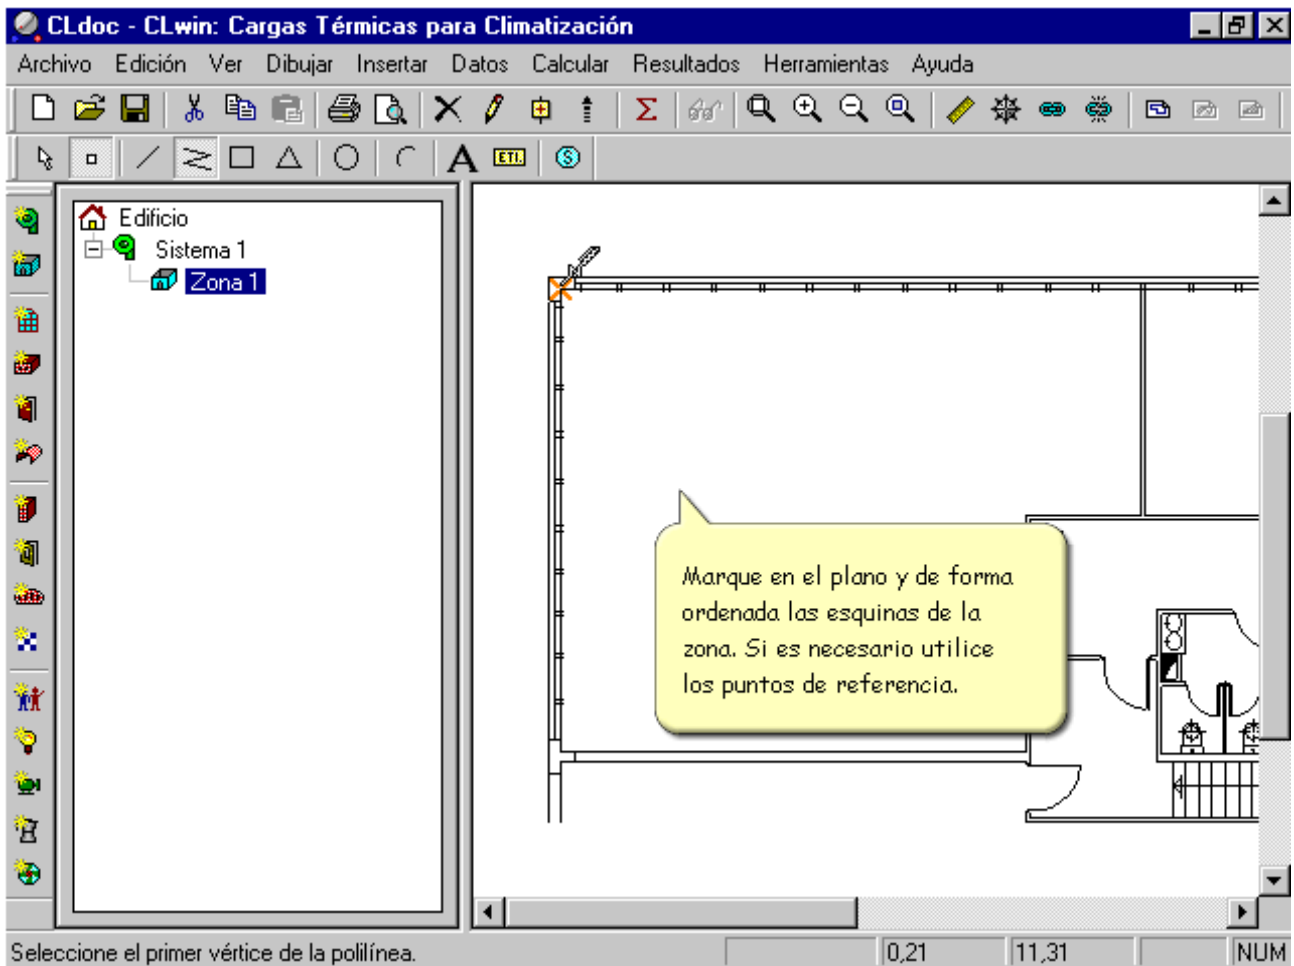 CLdoc - CLwin: Cargas Térmicas para Climatización
Archivo Edición Ver Dibujar Insertar Datos Calcular Resultados Herramientas Ayuda
A ETI. S
Edificio
Sistema 1
Zona 1
Marque en el plano y de forma
ordenada las esquinas de la
zona. Si es necesario utilice
los puntos de referencia.
Seleccione el primer vértice de la polilínea. 0,21 11,31 NUM